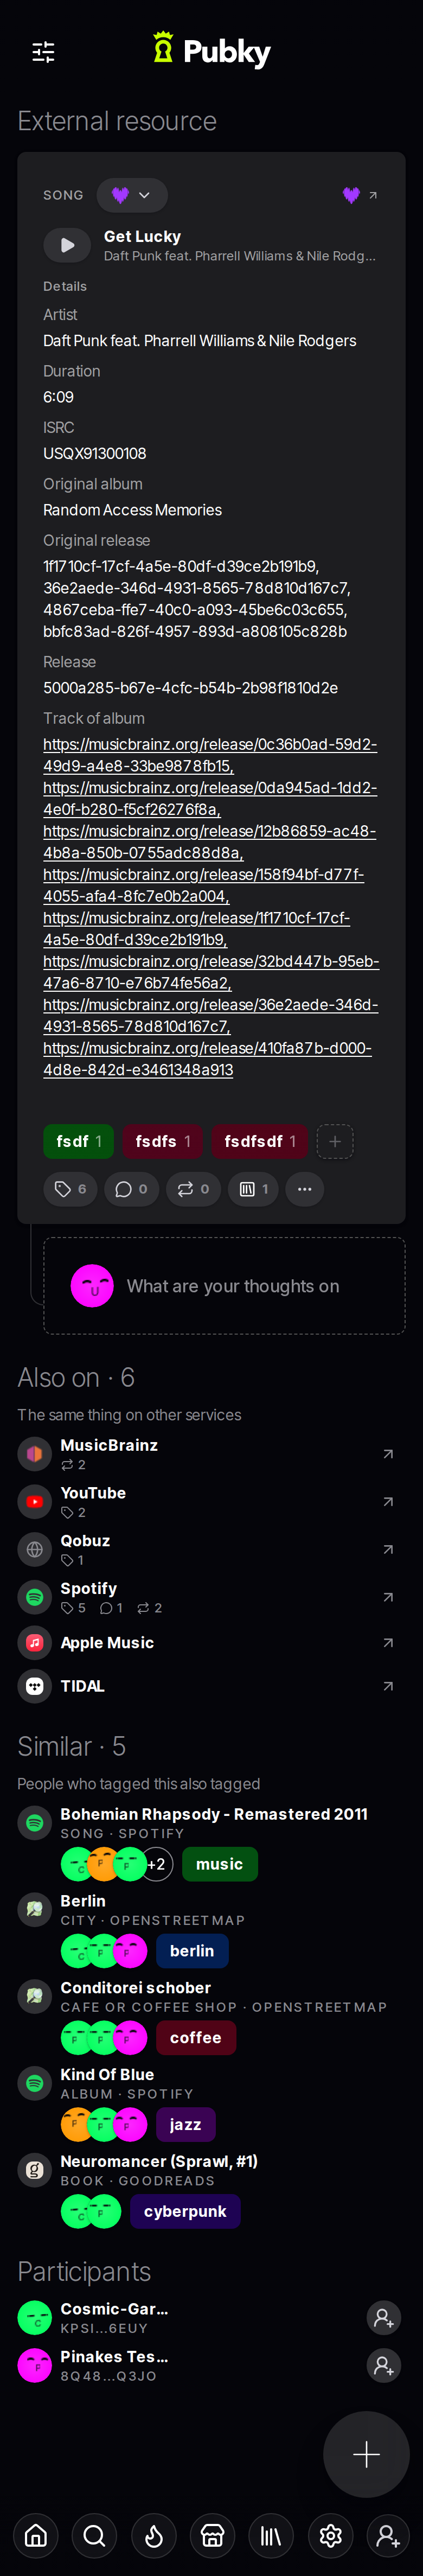 Pubky
External resource
SONG
Get Lucky
Daft Punk feat. Pharrell Williams & Nile Rodg...
Details
Artist
Daft Punk feat. Pharrell Williams & Nile Rodgers
Duration
6:09
ISRC
USQX91300108
Original album
Random Access Memories
Original release
1f1710cf-17cf-4a5e-80df-d39ce2b191b9,
36e2aede-346d-4931-8565-78d810d167c7,
4867ceba-ffe7-40c0-a093-45be6c03c655,
bbfc83ad-826f-4957-893d-a808105c828b
Release
5000a285-b67e-4cfc-b54b-2b98f1810d2e
Track of album
https://musicbrainz.org/release/0c36b0ad-59d2-
49d9-a4e8-33be9878fb15,
https://musicbrainz.org/release/0da945ad-1dd2-
4e0f-b280-f5cf26276f8a,
https://musicbrainz.org/release/12b86859-ac48-
4b8a-850b-0755adc88d8a,
https://musicbrainz.org/release/158f94bf-d77f-
4055-afa4-8fc7e0b2a004,
https://musicbrainz.org/release/1f1710cf-17cf-
4a5e-80df-d39ce2b191b9,
https://musicbrainz.org/release/32bd447b-95eb-
47a6-8710-e76b74fe56a2,
https://musicbrainz.org/release/36e2aede-346d-
4931-8565-78d810d167c7,
https://musicbrainz.org/release/410fa87b-d000-
4d8e-842d-e3461348a913
fsdf 1 fsdfs 1 fsdfsdf 1
6 0 0 1
What are your thoughts on
Also on · 6
The same thing on other services
MusicBrainz
2
YouTube
2
Qobuz
1
Spotify
5 1 2
Apple Music
TIDAL
Similar · 5
People who tagged this also tagged
Bohemian Rhapsody - Remastered 2011
SONG · SPOTIFY
+2 music
Berlin
CITY · OPENSTREETMAP
berlin
Conditorei schober
CAFE OR COFFEE SHOP · OPENSTREETMAP
coffee
Kind Of Blue
ALBUM · SPOTIFY
jazz
Neuromancer (Sprawl, #1)
BOOK · GOODREADS
cyberpunk
Participants
Cosmic-Gar...
KPSI...6EUY
Pinakes Tes...
8Q48...Q3JO